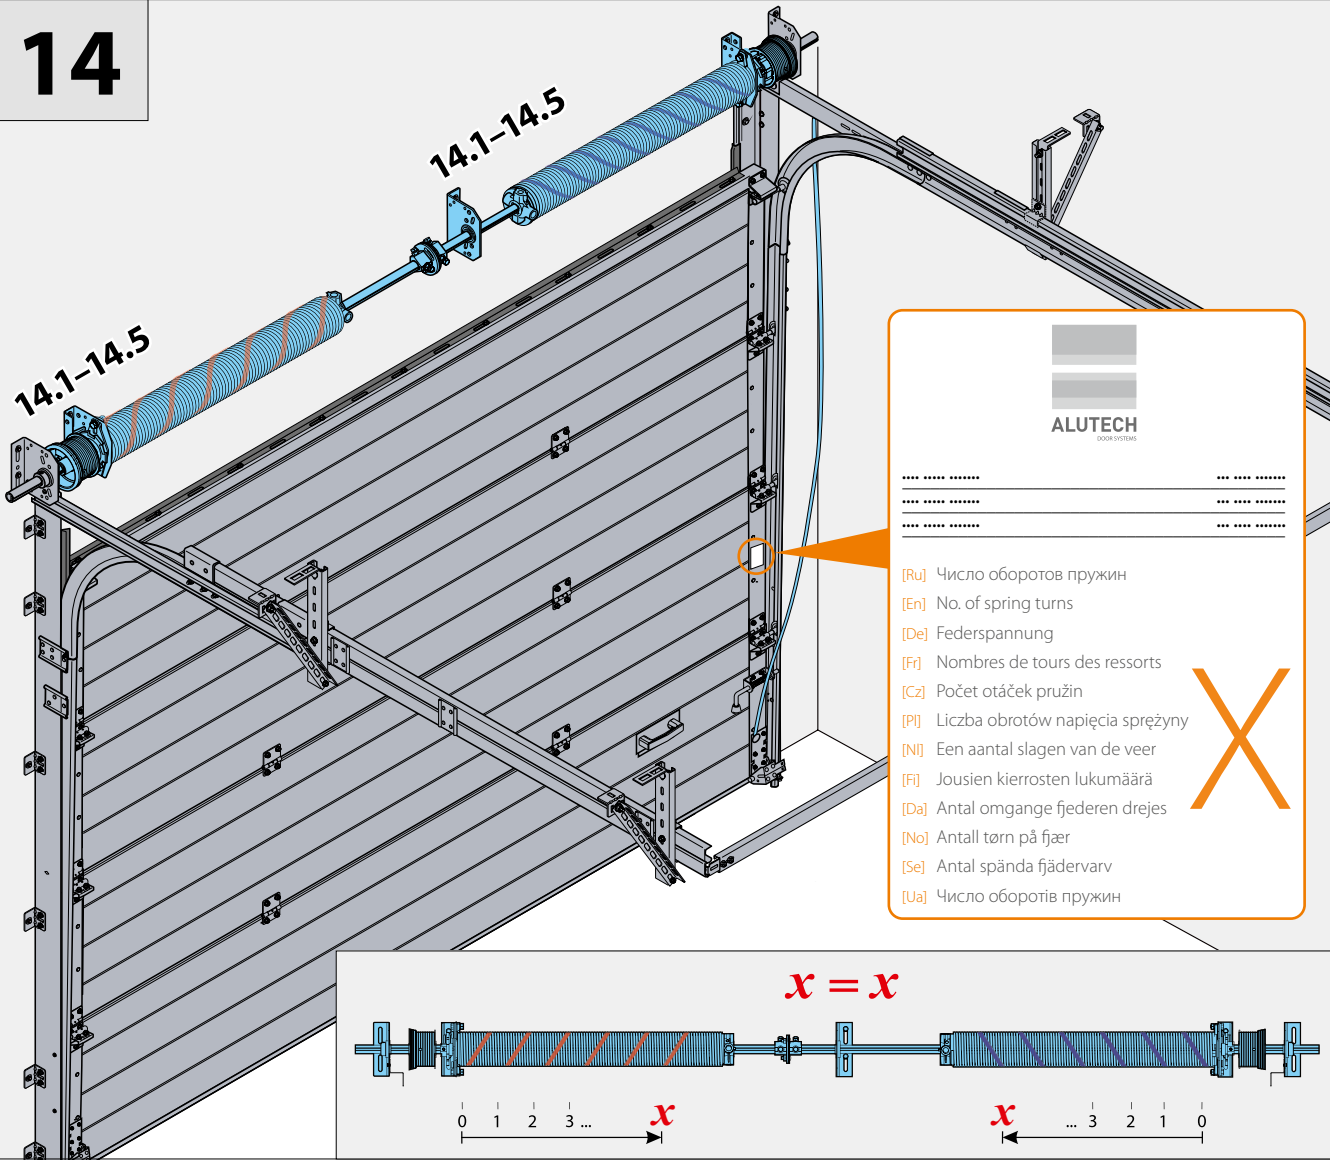 14
14.1–14.5
14.1–14.5
ALUTECH
DOOR SYSTEMS
.... ..... ....... ... .... .......
.... ..... ....... ... .... .......
.... ..... ....... ... .... .......
[Ru] Число оборотов пружин
[En] No. of spring turns
[De] Federspannung
[Fr] Nombres de tours des ressorts
[Cz] Počet otáček pružin
[Pl] Liczba obrotów napięcia sprężyny
[Nl] Een aantal slagen van de veer
[Fi] Jousien kierrosten lukumäärä
[Da] Antal omgange fjederen drejes
[No] Antall tørn på fjær
[Se] Antal spända fjädervarv
[Ua] Число оборотів пружин
X
x = x
0 1 2 3 ... x
x ... 3 2 1 0